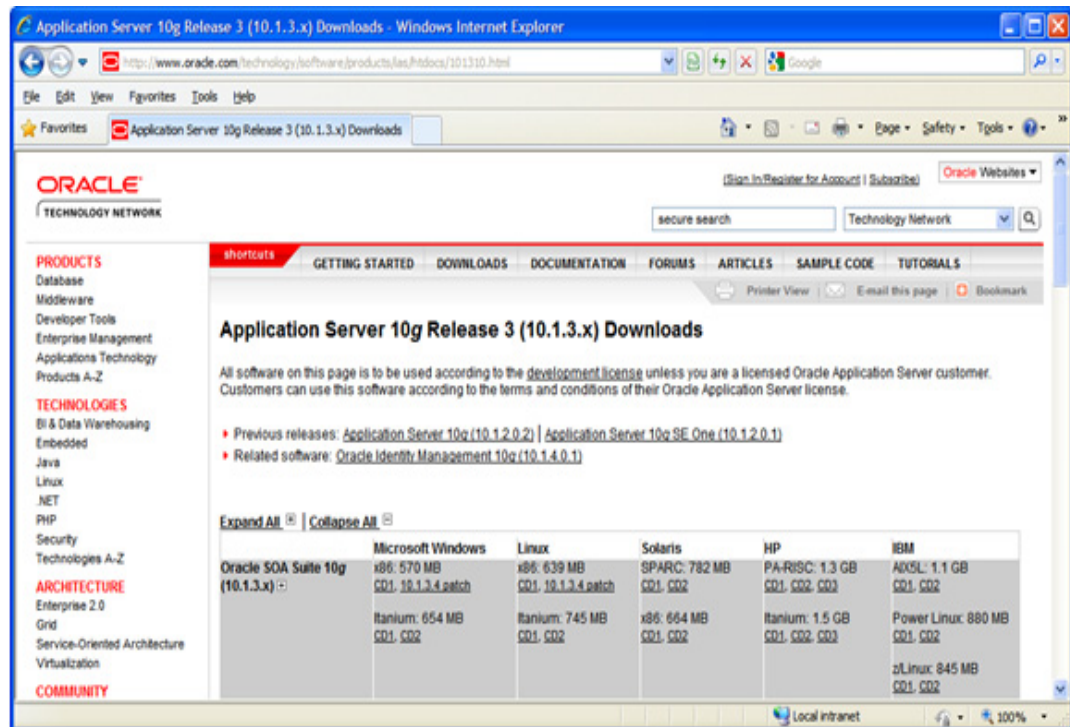 Application Server 10g Release 3 (10.1.3.x) Downloads - Windows Internet Explorer
http://www.oracle.com/technology/software/products/ias/htdocs/101310.html
Google
File Edit View Favorites Tools Help
Favorites
Application Server 10g Release 3 (10.1.3.x) Downloads
Page Safety Tools
ORACLE
TECHNOLOGY NETWORK
(Sign In/Register for Account | Subscribe)
Oracle Websites
secure search
Technology Network
PRODUCTS
Database
Middleware
Developer Tools
Enterprise Management
Applications Technology
Products A-Z
TECHNOLOGIES
BI & Data Warehousing
Embedded
Java
Linux
.NET
PHP
Security
Technologies A-Z
ARCHITECTURE
Enterprise 2.0
Grid
Service-Oriented Architecture
Virtualization
COMMUNITY
shortcuts GETTING STARTED DOWNLOADS DOCUMENTATION FORUMS ARTICLES SAMPLE CODE TUTORIALS
Printer View | E-mail this page | Bookmark
Application Server 10g Release 3 (10.1.3.x) Downloads
All software on this page is to be used according to the development license unless you are a licensed Oracle Application Server customer.
Customers can use this software according to the terms and conditions of their Oracle Application Server license.
Previous releases: Application Server 10g (10.1.2.0.2) | Application Server 10g SE One (10.1.2.0.1)
Related software: Oracle Identity Management 10g (10.1.4.0.1)
Expand All | Collapse All
Microsoft Windows Linux Solaris HP IBM
Oracle SOA Suite 10g x86: 570 MB x86: 639 MB SPARC: 782 MB PA-RISC: 1.3 GB AIX5L: 1.1 GB
(10.1.3.x) CD1, 10.1.3.4 patch CD1, 10.1.3.4 patch CD1, CD2 CD1, CD2, CD3 CD1, CD2
Itanium: 654 MB Itanium: 745 MB x86: 664 MB Itanium: 1.5 GB Power Linux: 880 MB
CD1, CD2 CD1, CD2 CD1, CD2 CD1, CD2, CD3 CD1, CD2
z/Linux: 845 MB
CD1, CD2
Local intranet
100%